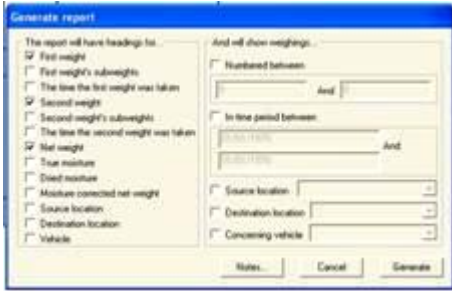 Generate report
The report will have headings for...
First weight
First weight's subweights
The time the first weight was taken
Second weight
Second weight's subweights
The time the second weight was taken
Net weight
True moisture
Dried moisture
Moisture corrected net weight
Source location
Destination location
Vehicle
And will show weighings...
Numbered between
And
In time period between
And
Source location
Destination location
Concerning vehicle
Notes...
Cancel
Generate